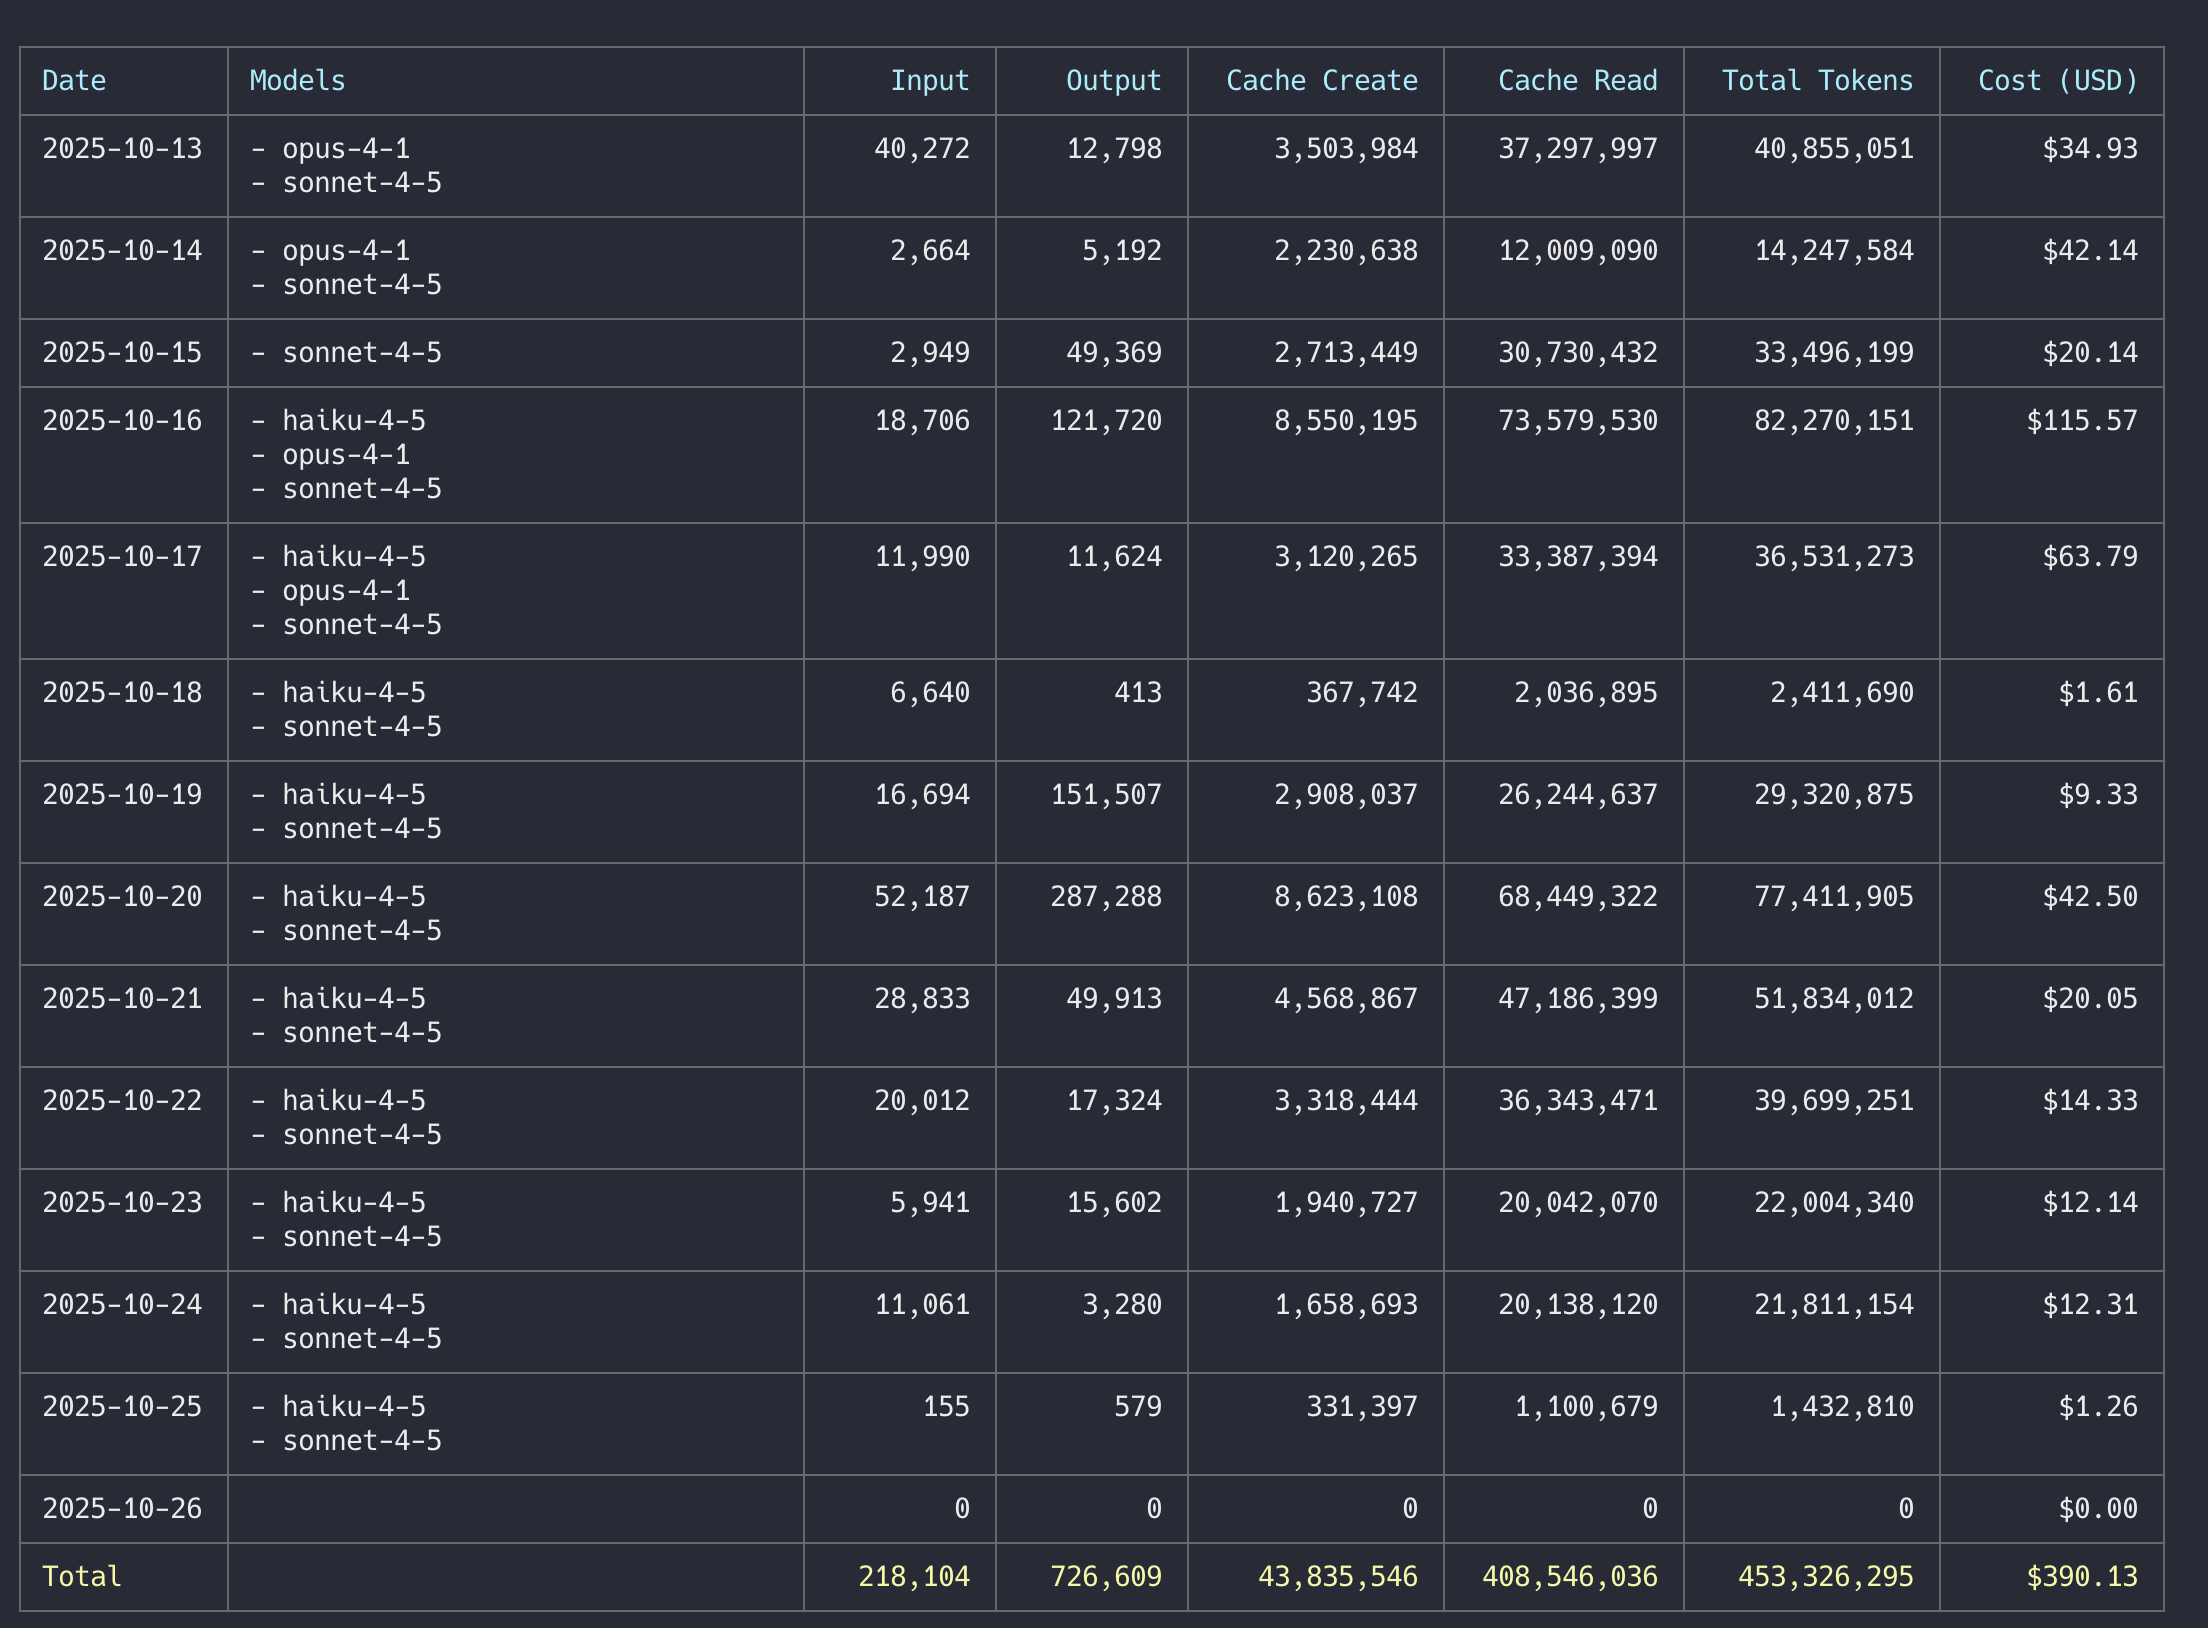 Date Models Input Output Cache Create Cache Read Total Tokens Cost (USD)
2025-10-13 - opus-4-1 40,272 12,798 3,503,984 37,297,997 40,855,051 $34.93
- sonnet-4-5
2025-10-14 - opus-4-1 2,664 5,192 2,230,638 12,009,090 14,247,584 $42.14
- sonnet-4-5
2025-10-15 - sonnet-4-5 2,949 49,369 2,713,449 30,730,432 33,496,199 $20.14
2025-10-16 - haiku-4-5 18,706 121,720 8,550,195 73,579,530 82,270,151 $115.57
- opus-4-1
- sonnet-4-5
2025-10-17 - haiku-4-5 11,990 11,624 3,120,265 33,387,394 36,531,273 $63.79
- opus-4-1
- sonnet-4-5
2025-10-18 - haiku-4-5 6,640 413 367,742 2,036,895 2,411,690 $1.61
- sonnet-4-5
2025-10-19 - haiku-4-5 16,694 151,507 2,908,037 26,244,637 29,320,875 $9.33
- sonnet-4-5
2025-10-20 - haiku-4-5 52,187 287,288 8,623,108 68,449,322 77,411,905 $42.50
- sonnet-4-5
2025-10-21 - haiku-4-5 28,833 49,913 4,568,867 47,186,399 51,834,012 $20.05
- sonnet-4-5
2025-10-22 - haiku-4-5 20,012 17,324 3,318,444 36,343,471 39,699,251 $14.33
- sonnet-4-5
2025-10-23 - haiku-4-5 5,941 15,602 1,940,727 20,042,070 22,004,340 $12.14
- sonnet-4-5
2025-10-24 - haiku-4-5 11,061 3,280 1,658,693 20,138,120 21,811,154 $12.31
- sonnet-4-5
2025-10-25 - haiku-4-5 155 579 331,397 1,100,679 1,432,810 $1.26
- sonnet-4-5
2025-10-26 0 0 0 0 0 $0.00
Total 218,104 726,609 43,835,546 408,546,036 453,326,295 $390.13